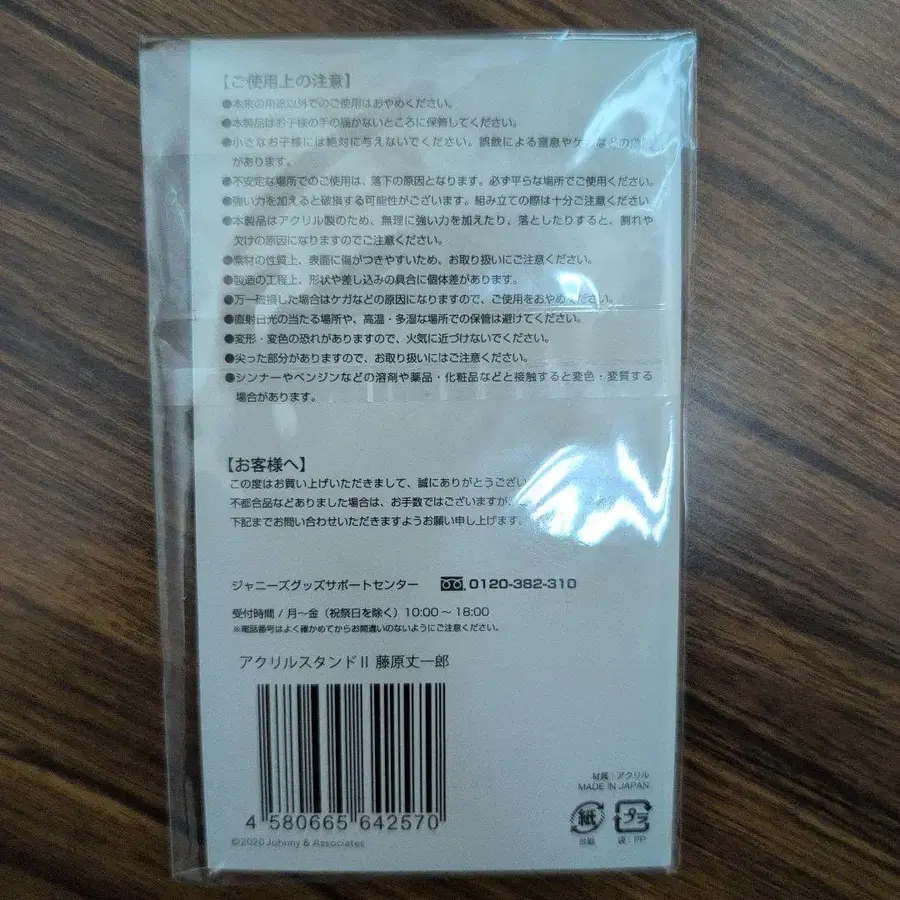 【ご使用上の注意】
●本来の用途以外でのご使用はおやめください。
●本製品はお子様の手の届かないところに保管してください。
●小さなお子様には絶対に与えないでください。誤飲による窒息やケガなどの危険
があります。
●不安定な場所でのご使用は、落下の原因となります。必ず平らな場所でご使用ください。
●強い力を加えると破損する可能性がございます。組み立ての際は十分ご注意ください
●本製品はアクリル製のため、無理に強い力を加えたり、落としたりすると、割れや
欠けの原因になりますのでご注意ください。
●素材の性質上、表面に傷がつきやすいため、お取り扱いにご注意ください。
●製造の工程上、形状や差し込みの具合に個体差があります。
●万一破損した場合はケガなどの原因になりますので、ご使用をおやめください。
●直射日光の当たる場所や、高温・多湿な場所での保管は避けてください。
●変形・変色の恐れがありますので、火気に近づけないでください。
●尖った部分がありますので、お取り扱いにはご注意ください。
●シンナーやベンジンなどの溶剤や薬品・化粧品などと接触すると変色・変質する
場合があります。
【お客様へ】
この度はお買い上げいただきまして、誠にありがとうござい
不都合品などありました場合は、お手数ではございますが、
下記までお問い合わせいただきますようお願い申し上げます。
ジャニーズグッズサポートセンター 0120-382-310
受付時間 / 月〜金（祝祭日を除く）10:00 〜 18:00
※電話番号はよく確かめてからお間違いのないようにご注意ください。
アクリルスタンドII 藤原丈一郎
4 580665 642570
©2020 Johnny & Associates
材質：アクリル
MADE IN JAPAN
紙 プラ
台紙 袋：PP